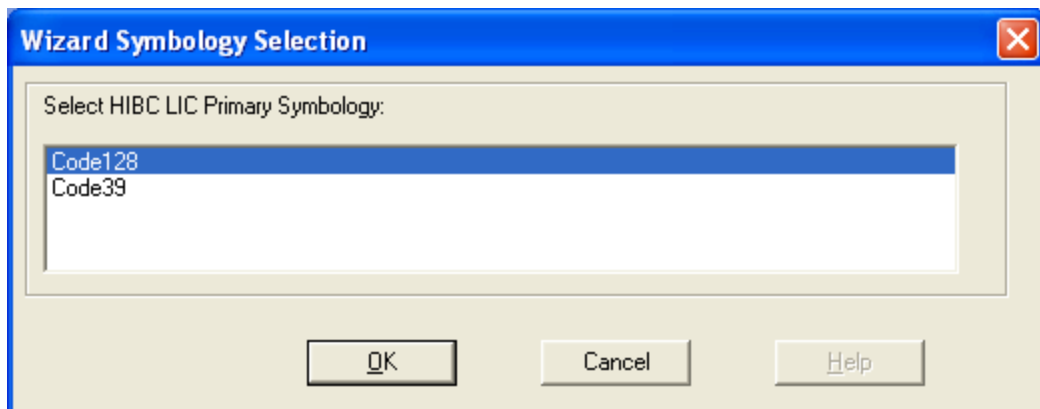 Wizard Symbology Selection
Select HIBC LIC Primary Symbology:
Code128
Code39
OK Cancel Help